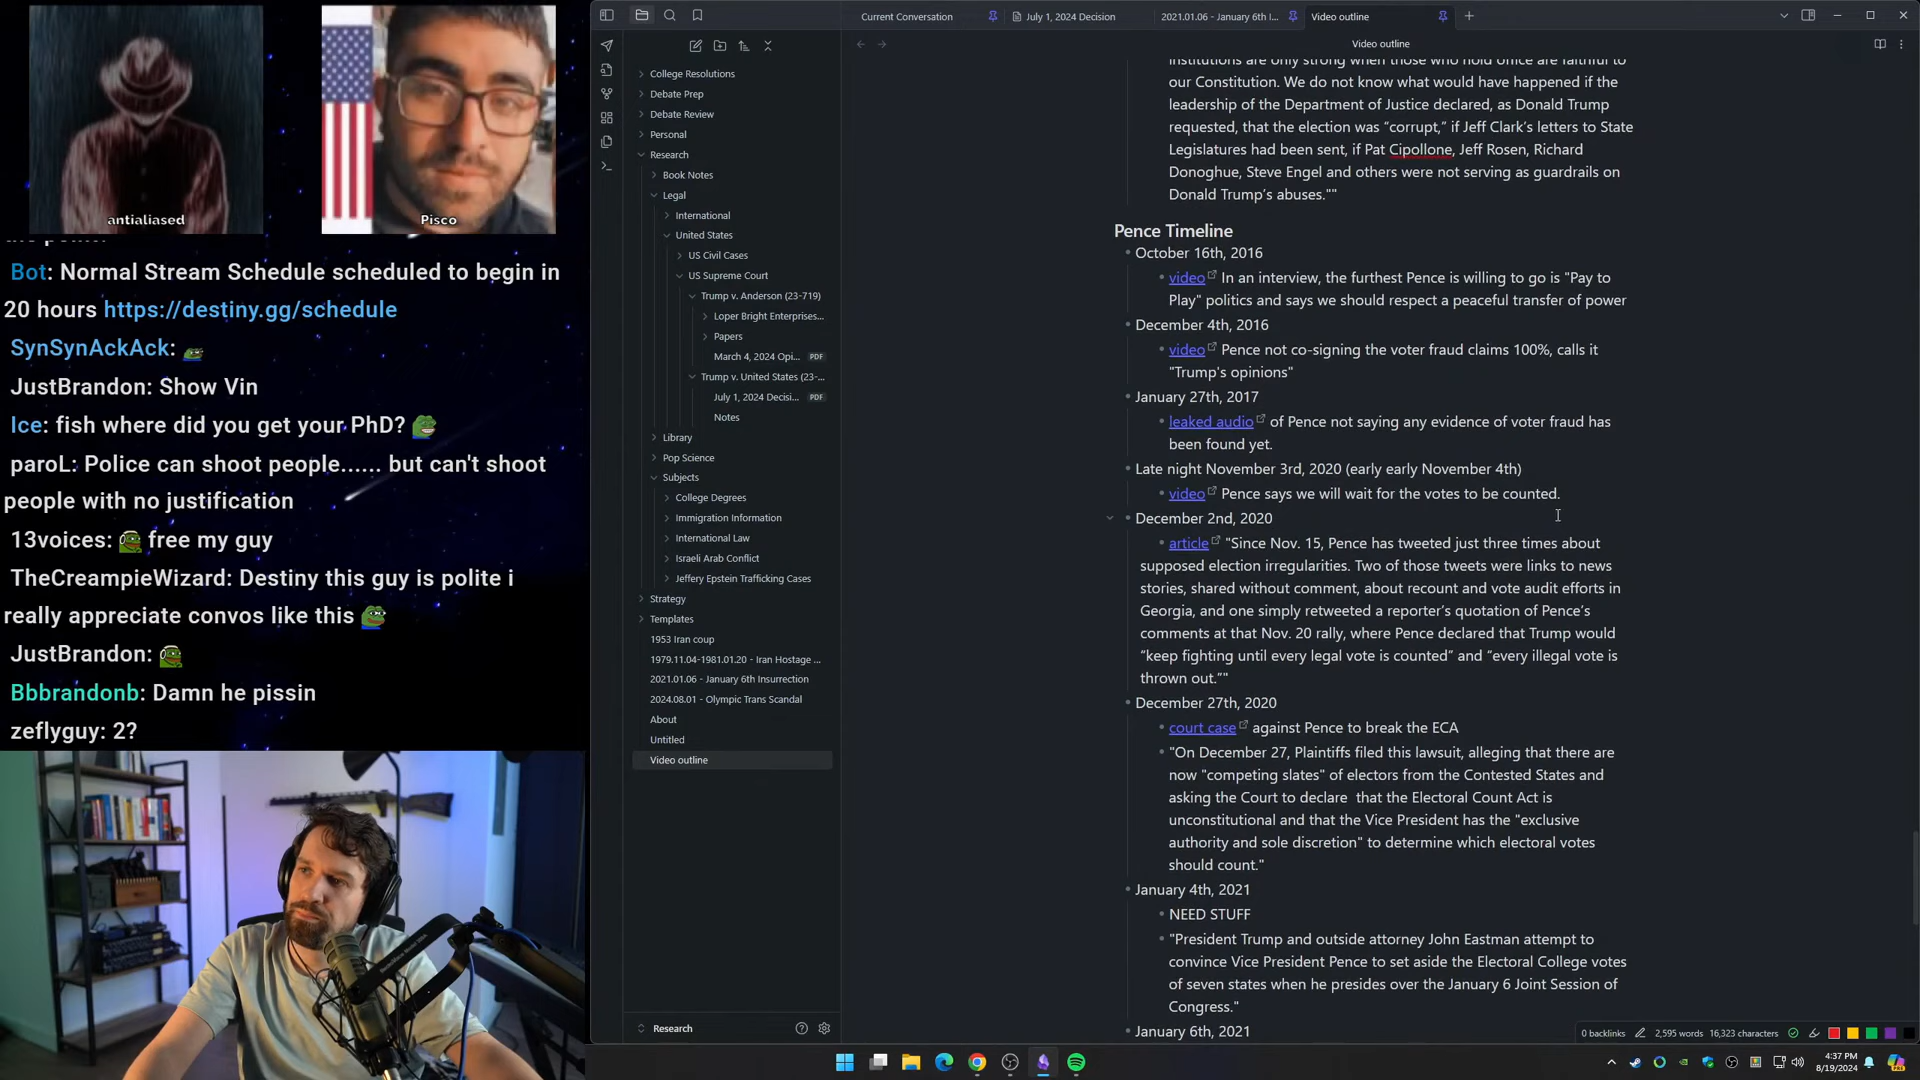 antialiased
Pisco
Bot: Normal Stream Schedule scheduled to begin in
20 hours https://destiny.gg/schedule
SynSynAckAck:
JustBrandon: Show Vin
Ice: fish where did you get your PhD?
paroL: Police can shoot people...... but can't shoot
people with no justification
13voices: free my guy
TheCreampieWizard: Destiny this guy is polite i
really appreciate convos like this
JustBrandon:
Bbbrandonb: Damn he pissin
zeflyguy: 2?
College Resolutions
Debate Prep
Debate Review
Personal
Research
Book Notes
Legal
International
United States
US Civil Cases
US Supreme Court
Trump v. Anderson (23-719)
Loper Bright Enterprises...
Papers
March 4, 2024 Opi... PDF
Trump v. United States (23-...
July 1, 2024 Decisi... PDF
Notes
Library
Pop Science
Subjects
College Degrees
Immigration Information
International Law
Israeli Arab Conflict
Jeffery Epstein Trafficking Cases
Strategy
Templates
1953 Iran coup
1979.11.04-1981.01.20 - Iran Hostage ...
2021.01.06 - January 6th Insurrection
2024.08.01 - Olympic Trans Scandal
About
Untitled
Video outline
Research
Current Conversation
July 1, 2024 Decision
2021.01.06 - January 6th I...
Video outline
Video outline
institutions are only strong when those who hold office are faithful to
our Constitution. We do not know what would have happened if the
leadership of the Department of Justice declared, as Donald Trump
requested, that the election was “corrupt,” if Jeff Clark’s letters to State
Legislatures had been sent, if Pat Cipollone, Jeff Rosen, Richard
Donoghue, Steve Engel and others were not serving as guardrails on
Donald Trump’s abuses.""
Pence Timeline
October 16th, 2016
video In an interview, the furthest Pence is willing to go is "Pay to
Play" politics and says we should respect a peaceful transfer of power
December 4th, 2016
video Pence not co-signing the voter fraud claims 100%, calls it
"Trump's opinions"
January 27th, 2017
leaked audio of Pence not saying any evidence of voter fraud has
been found yet.
Late night November 3rd, 2020 (early early November 4th)
video Pence says we will wait for the votes to be counted.
December 2nd, 2020
article "Since Nov. 15, Pence has tweeted just three times about
supposed election irregularities. Two of those tweets were links to news
stories, shared without comment, about recount and vote audit efforts in
Georgia, and one simply retweeted a reporter’s quotation of Pence’s
comments at that Nov. 20 rally, where Pence declared that Trump would
“keep fighting until every legal vote is counted” and “every illegal vote is
thrown out.”"
December 27th, 2020
court case against Pence to break the ECA
"On December 27, Plaintiffs filed this lawsuit, alleging that there are
now "competing slates" of electors from the Contested States and
asking the Court to declare that the Electoral Count Act is
unconstitutional and that the Vice President has the "exclusive
authority and sole discretion" to determine which electoral votes
should count."
January 4th, 2021
NEED STUFF
"President Trump and outside attorney John Eastman attempt to
convince Vice President Pence to set aside the Electoral College votes
of seven states when he presides over the January 6 Joint Session of
Congress."
January 6th, 2021
0 backlinks 2,595 words 16,323 characters
4:37 PM
8/19/2024